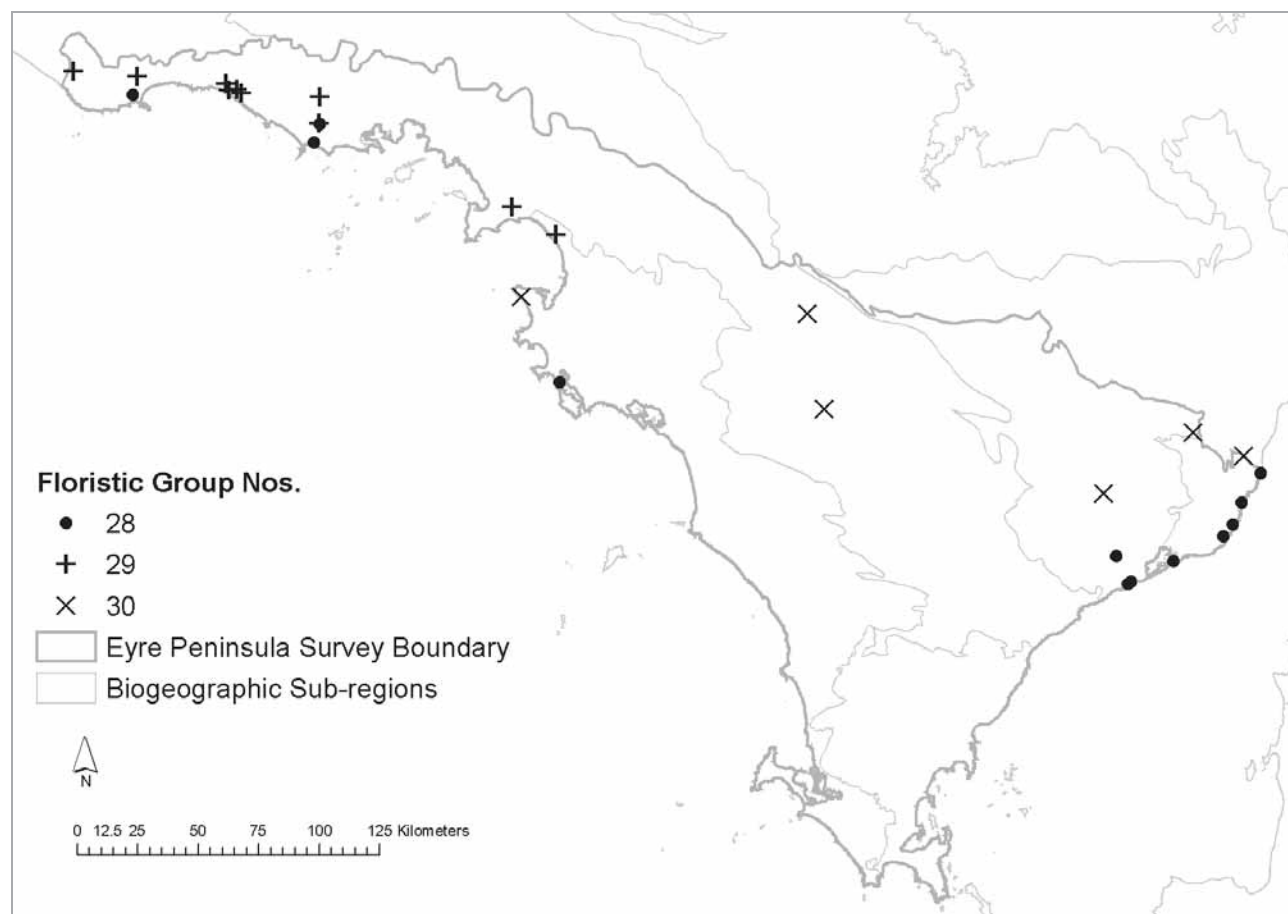 Floristic Group Nos.
28
29
30
Eyre Peninsula Survey Boundary
Biogeographic Sub-regions
N
0 12.5 25 50 75 100 125 Kilometers